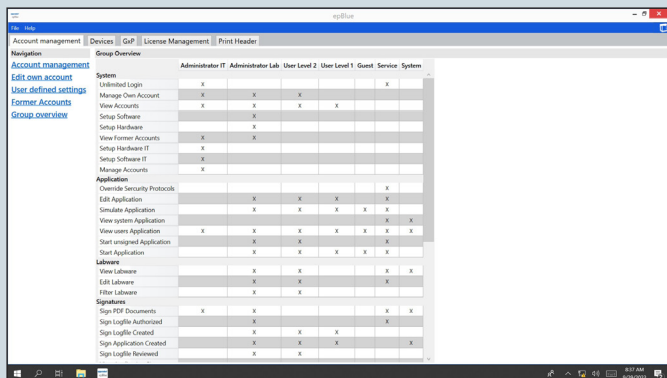 epBlue
File Help
Account management Devices GxP License Management Print Header
Navigation Group Overview
Account management
Edit own account
User defined settings
Former Accounts
Group overview
Administrator IT Administrator Lab User Level 2 User Level 1 Guest Service System
System
Unlimited Login X X
Manage Own Account X X X
View Accounts X X X X
Setup Software X
Setup Hardware X
View Former Accounts X X
Setup Hardware IT X
Setup Software IT X
Manage Accounts X
Application
Override Sercurity Protocols X
Edit Application X X X X
Simulate Application X X X X X
View system Application X X
View users Application X X X X X X X
Start unsigned Application X X X
Start Application X X X X X X
Labware
View Labware X X X X
Edit Labware X X X
Filter Labware X X
Signatures
Sign PDF Documents X X X X
Sign Logfile Authorized X X
Sign Logfile Created X X X
Sign Application Created X X X X
Sign Logfile Reviewed X X
8:37 AM